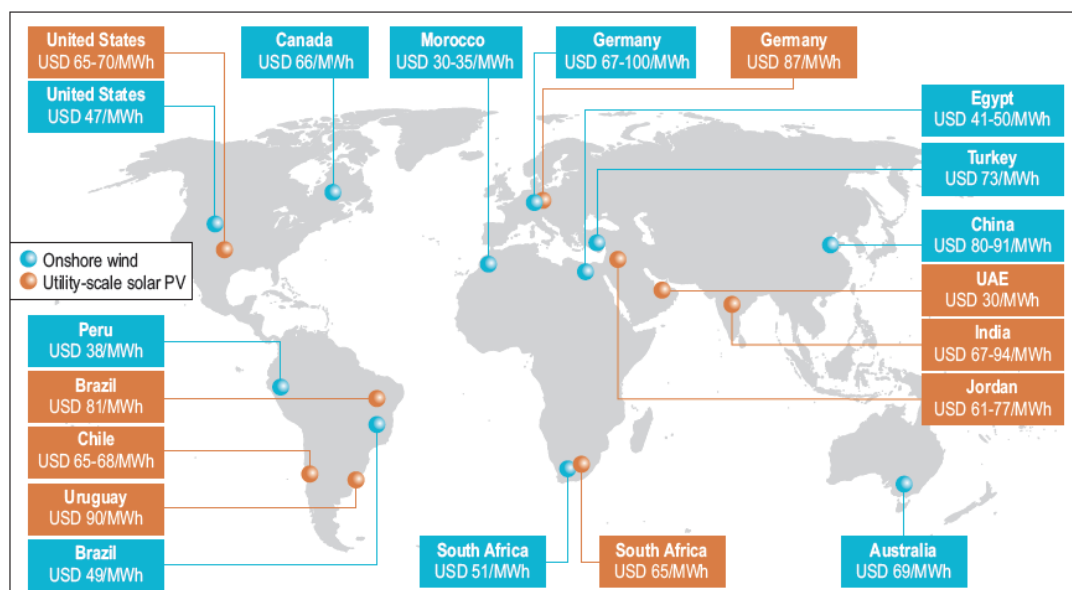 United States
USD 65-70/MWh
United States
USD 47/MWh
Canada
USD 66/MWh
Morocco
USD 30-35/MWh
Germany
USD 67-100/MWh
Germany
USD 87/MWh
Egypt
USD 41-50/MWh
Turkey
USD 73/MWh
China
USD 80-91/MWh
UAE
USD 30/MWh
India
USD 67-94/MWh
Jordan
USD 61-77/MWh
Onshore wind
Utility-scale solar PV
Peru
USD 38/MWh
Brazil
USD 81/MWh
Chile
USD 65-68/MWh
Uruguay
USD 90/MWh
Brazil
USD 49/MWh
South Africa
USD 51/MWh
South Africa
USD 65/MWh
Australia
USD 69/MWh